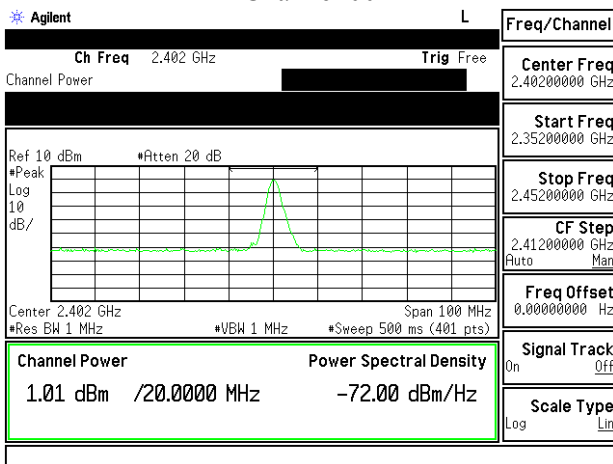 Agilent
L
Freq/Channel
Ch Freq 2.402 GHz
Trig Free
Channel Power
Center Freq
2.40200000 GHz
Start Freq
2.35200000 GHz
Stop Freq
2.45200000 GHz
CF Step
2.41200000 GHz
Auto Man
Freq Offset
0.00000000 Hz
Signal Track
On Off
Scale Type
Log Lin
Ref 10 dBm #Atten 20 dB
#Peak
Log
10
dB/
Center 2.402 GHz Span 100 MHz
#Res BW 1 MHz #VBW 1 MHz #Sweep 500 ms (401 pts)
Channel Power Power Spectral Density
1.01 dBm /20.0000 MHz -72.00 dBm/Hz